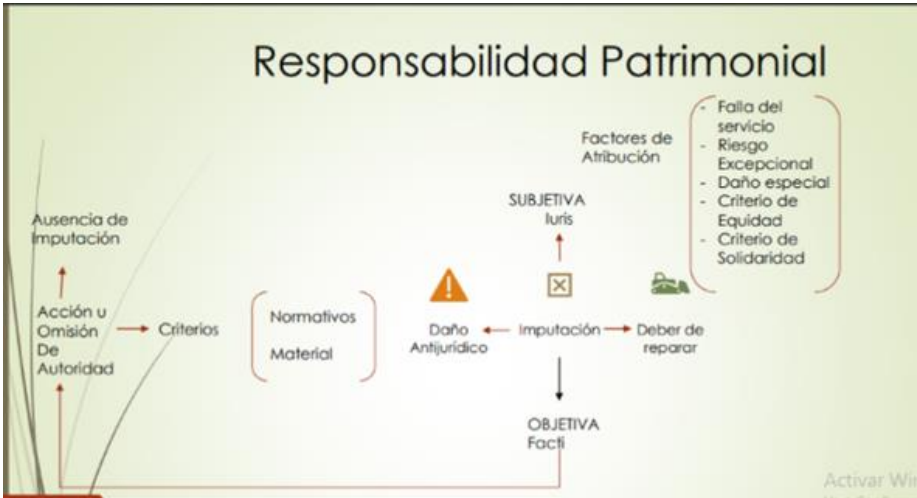 Responsabilidad Patrimonial
Factores de
Atribución
- Falla del
servicio
- Riesgo
Excepcional
- Daño especial
- Criterio de
Equidad
- Criterio de
Solidaridad
SUBJETIVA
Iuris
Ausencia de
Imputación
Acción u
Omisión
De
Autoridad
Criterios
Normativos
Material
Daño
Antijurídico
Imputación
Deber de
reparar
OBJETIVA
Facti
Activar Win